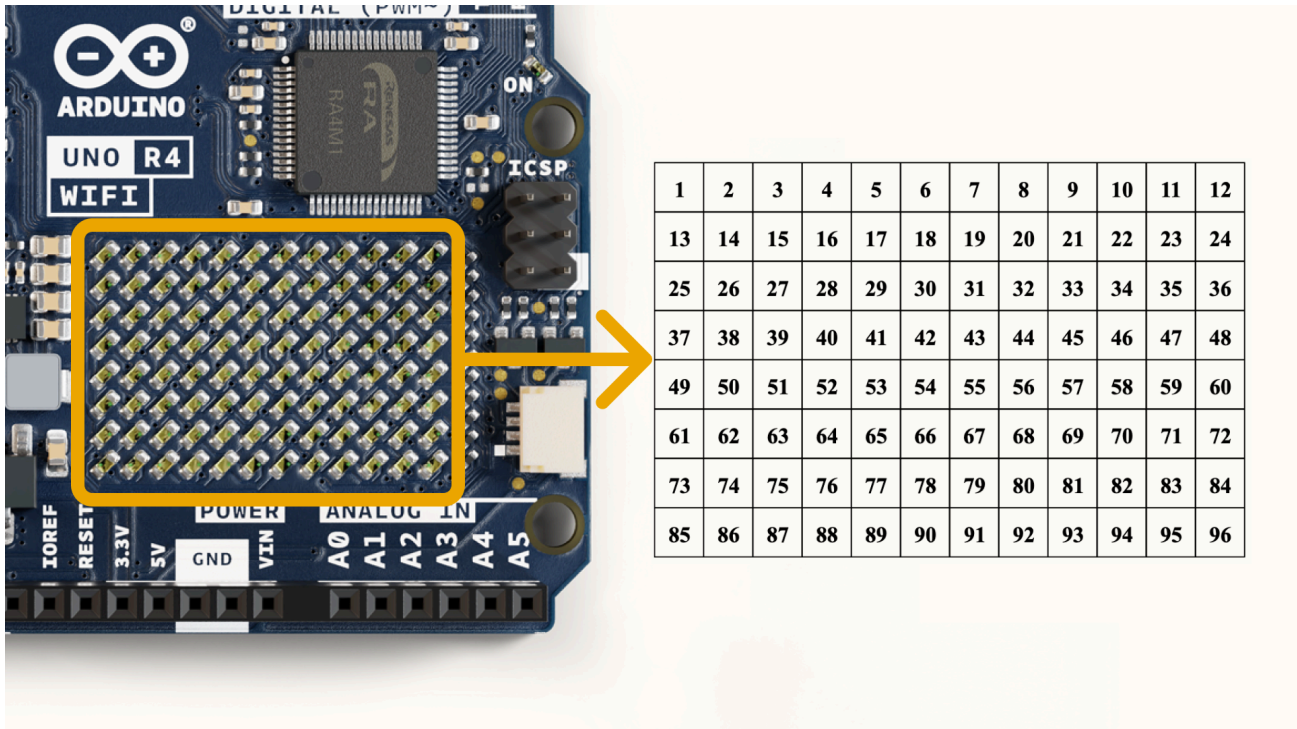 DIGITAL (PWM~)
®
ARDUINO
UNO R4
WIFI
RENESAS
RA
RA4M1
ON
ICSP
1 2 3 4 5 6 7 8 9 10 11 12
13 14 15 16 17 18 19 20 21 22 23 24
25 26 27 28 29 30 31 32 33 34 35 36
37 38 39 40 41 42 43 44 45 46 47 48
49 50 51 52 53 54 55 56 57 58 59 60
61 62 63 64 65 66 67 68 69 70 71 72
73 74 75 76 77 78 79 80 81 82 83 84
85 86 87 88 89 90 91 92 93 94 95 96
POWER
ANALOG IN
IOREF
RESET
3.3V
5V
GND
VIN
A0
A1
A2
A3
A4
A5